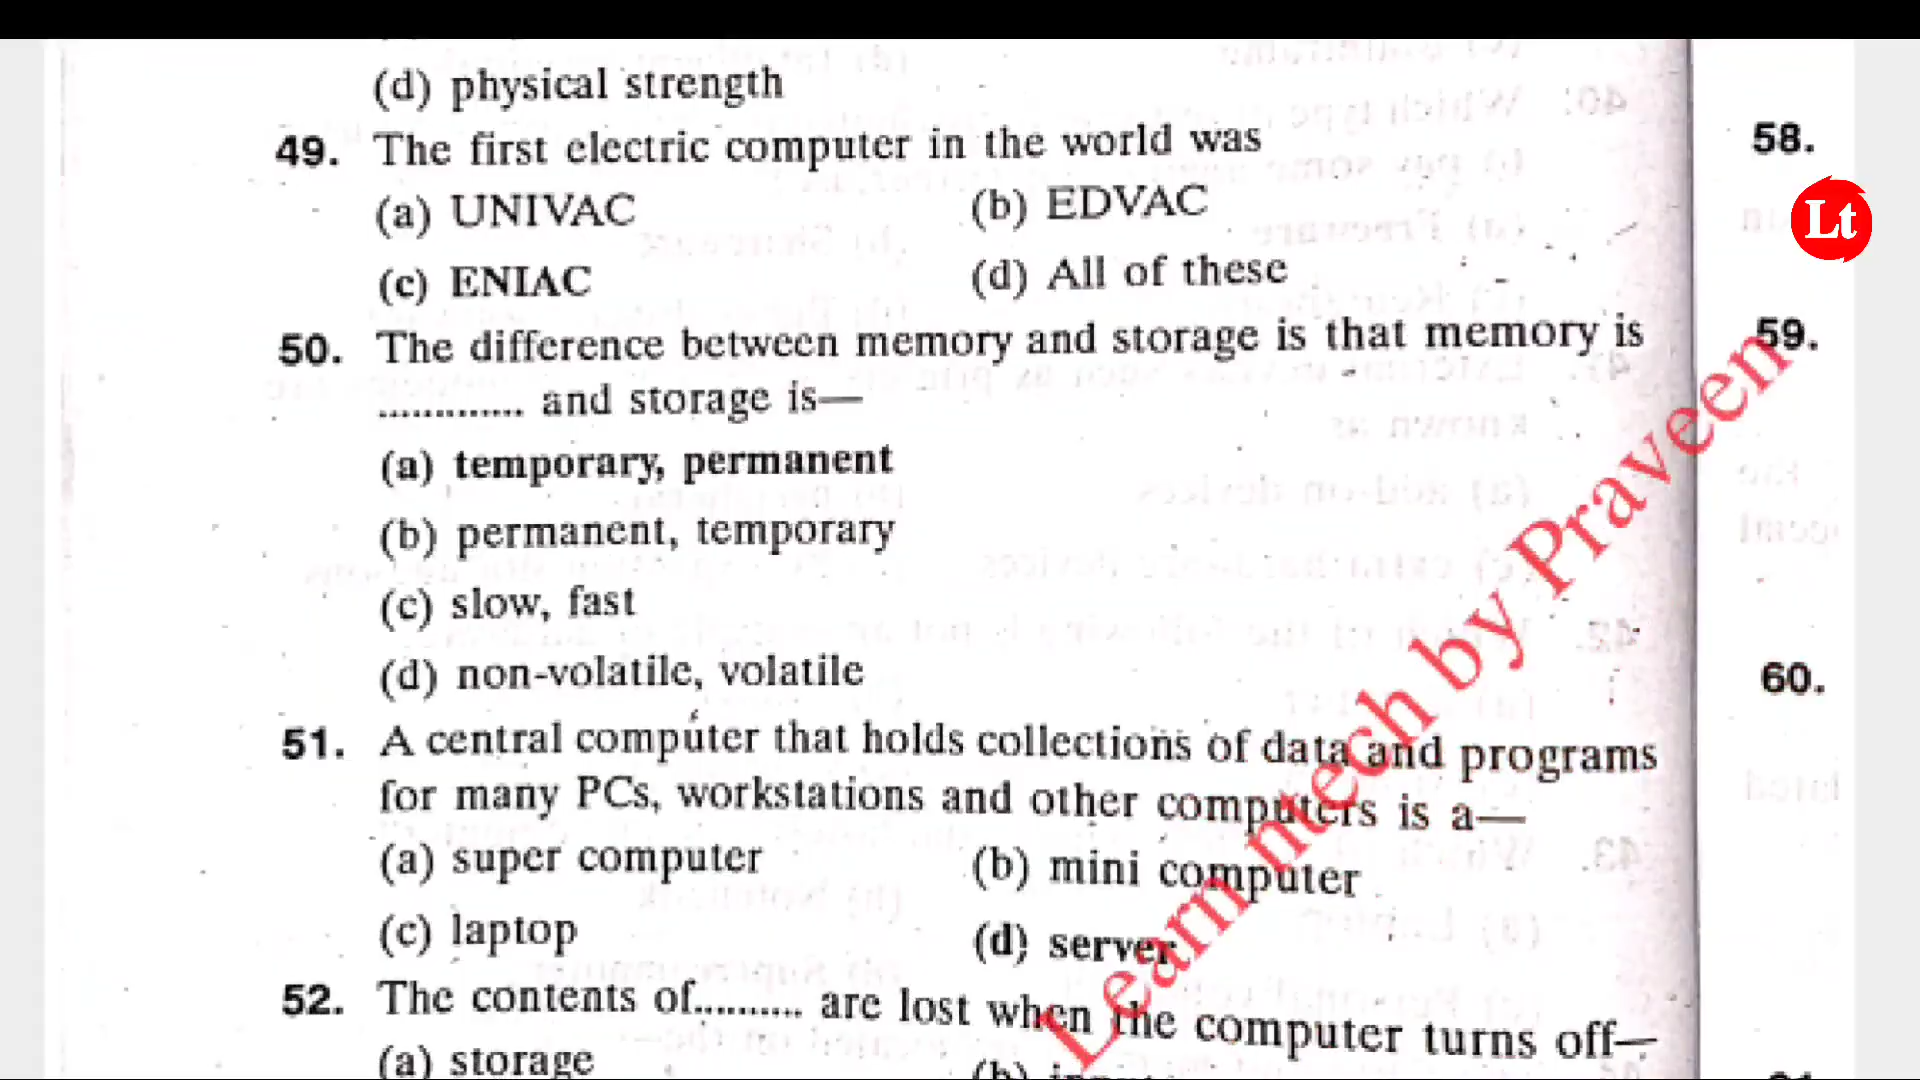 (d) physical strength
49. The first electric computer in the world was
(a) UNIVAC (b) EDVAC
(c) ENIAC (d) All of these
50. The difference between memory and storage is that memory is
............. and storage is—
(a) temporary, permanent
(b) permanent, temporary
(c) slow, fast
(d) non-volatile, volatile
51. A central computer that holds collections of data and programs
for many PCs, workstations and other computers is a—
(a) super computer (b) mini computer
(c) laptop (d) server
52. The contents of.......... are lost when the computer turns off—
(a) storage (b)
58.
59.
60.
Lt
Learn ntech by Praveen